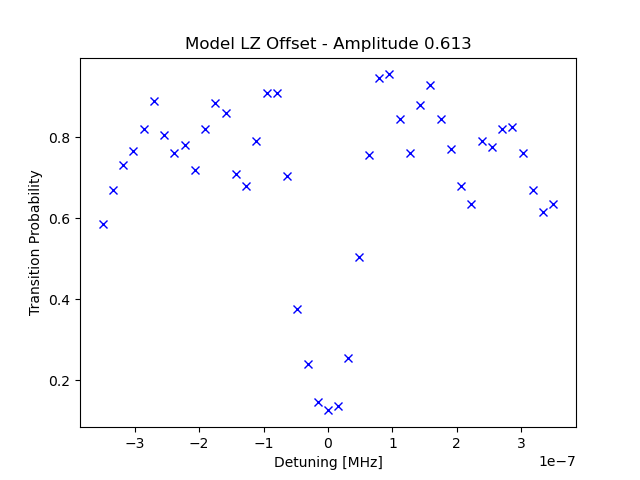 Model LZ Offset - Amplitude 0.613
Transition Probability
0.8
0.6
0.4
0.2
−3
−2
−1
0
1
2
3
1e−7
Detuning [MHz]